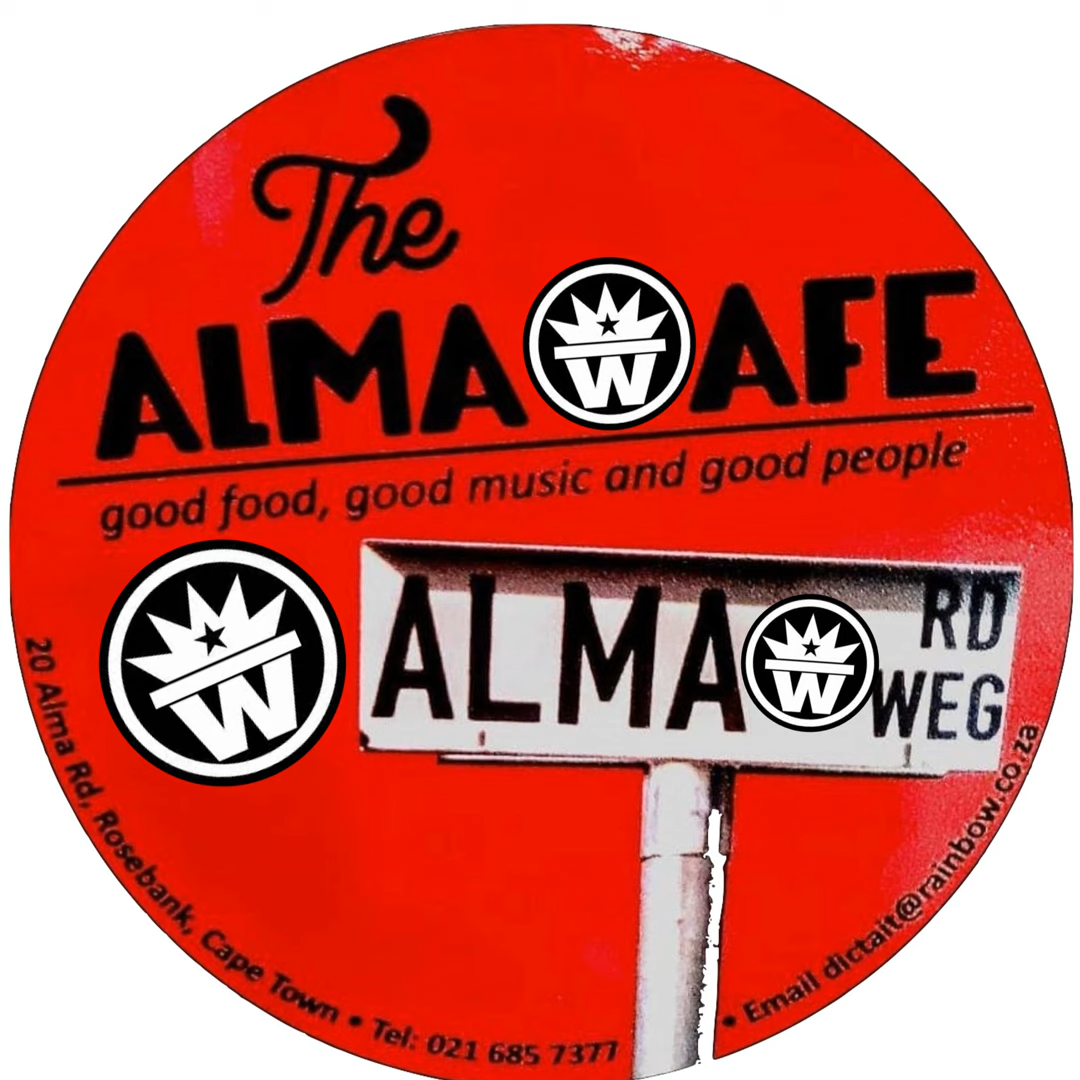 The
ALMA W AFE
good food, good music and good people
W
ALMA W RD
WEG
20 Alma Rd, Rosebank, Cape Town • Tel: 021 685 7377 • Email dictait@rainbow.co.za